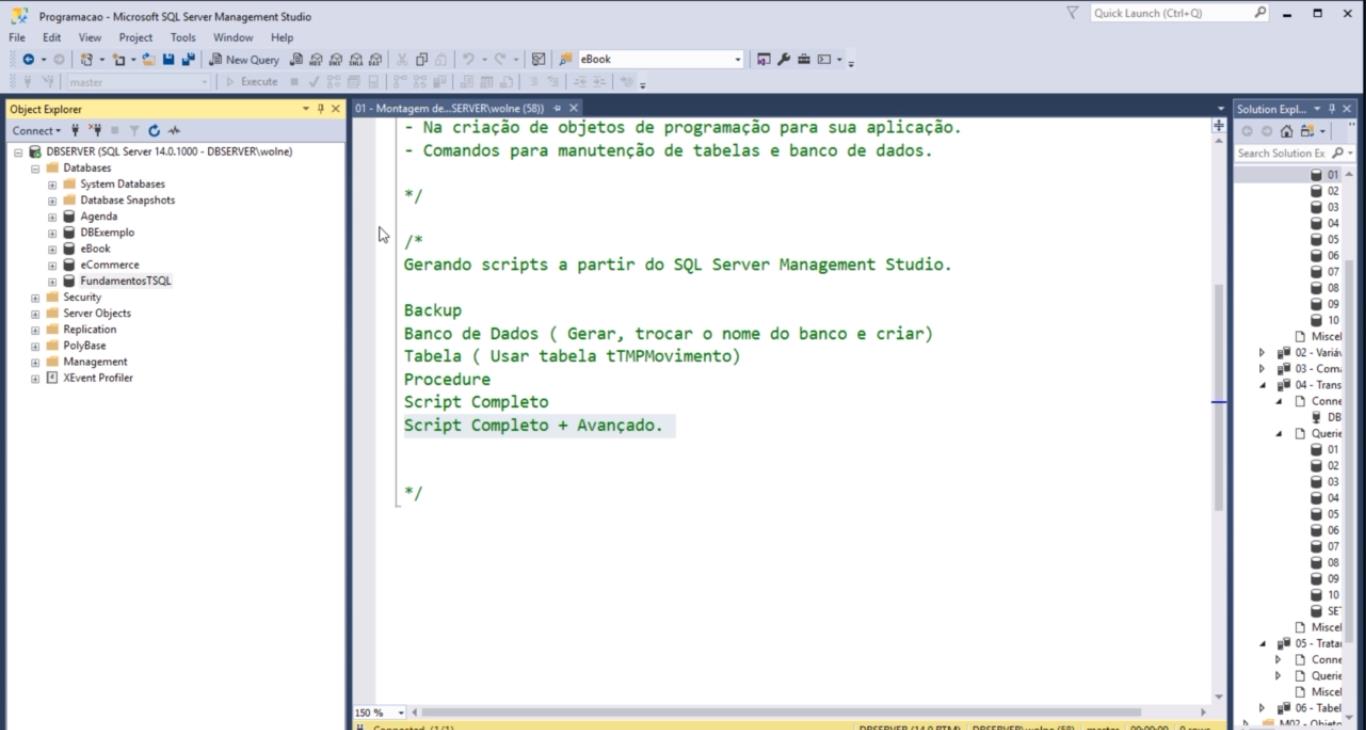 Programacao - Microsoft SQL Server Management Studio
Quick Launch (Ctrl+Q)
File Edit View Project Tools Window Help
New Query
eBook
master
Execute
Object Explorer
01 - Montagem de...SERVER\wolne (58))
Solution Expl...
Connect
Search Solution Ex
DBSERVER (SQL Server 14.0.1000 - DBSERVER\wolne)
Databases
System Databases
Database Snapshots
Agenda
DBExemplo
eBook
eCommerce
FundamentosTSQL
Security
Server Objects
Replication
PolyBase
Management
XEvent Profiler
- Na criação de objetos de programação para sua aplicação.
- Comandos para manutenção de tabelas e banco de dados.
*/
/*
Gerando scripts a partir do SQL Server Management Studio.
Backup
Banco de Dados ( Gerar, trocar o nome do banco e criar)
Tabela ( Usar tabela tTMPMovimento)
Procedure
Script Completo
Script Completo + Avançado.
*/
01
02
03
04
05
06
07
08
09
10
Miscel
02 - Variáv
03 - Com
04 - Trans
Conne
DB
Querie
01
02
03
04
05
06
07
08
09
10
SE
Miscel
05 - Trata
Conne
Querie
Miscel
06 - Tabel
150 %
Connected. (1/1)
DBSERVER (14.0 RTM)
DBSERVER\wolne (58)
master
00:00:00
0 rows